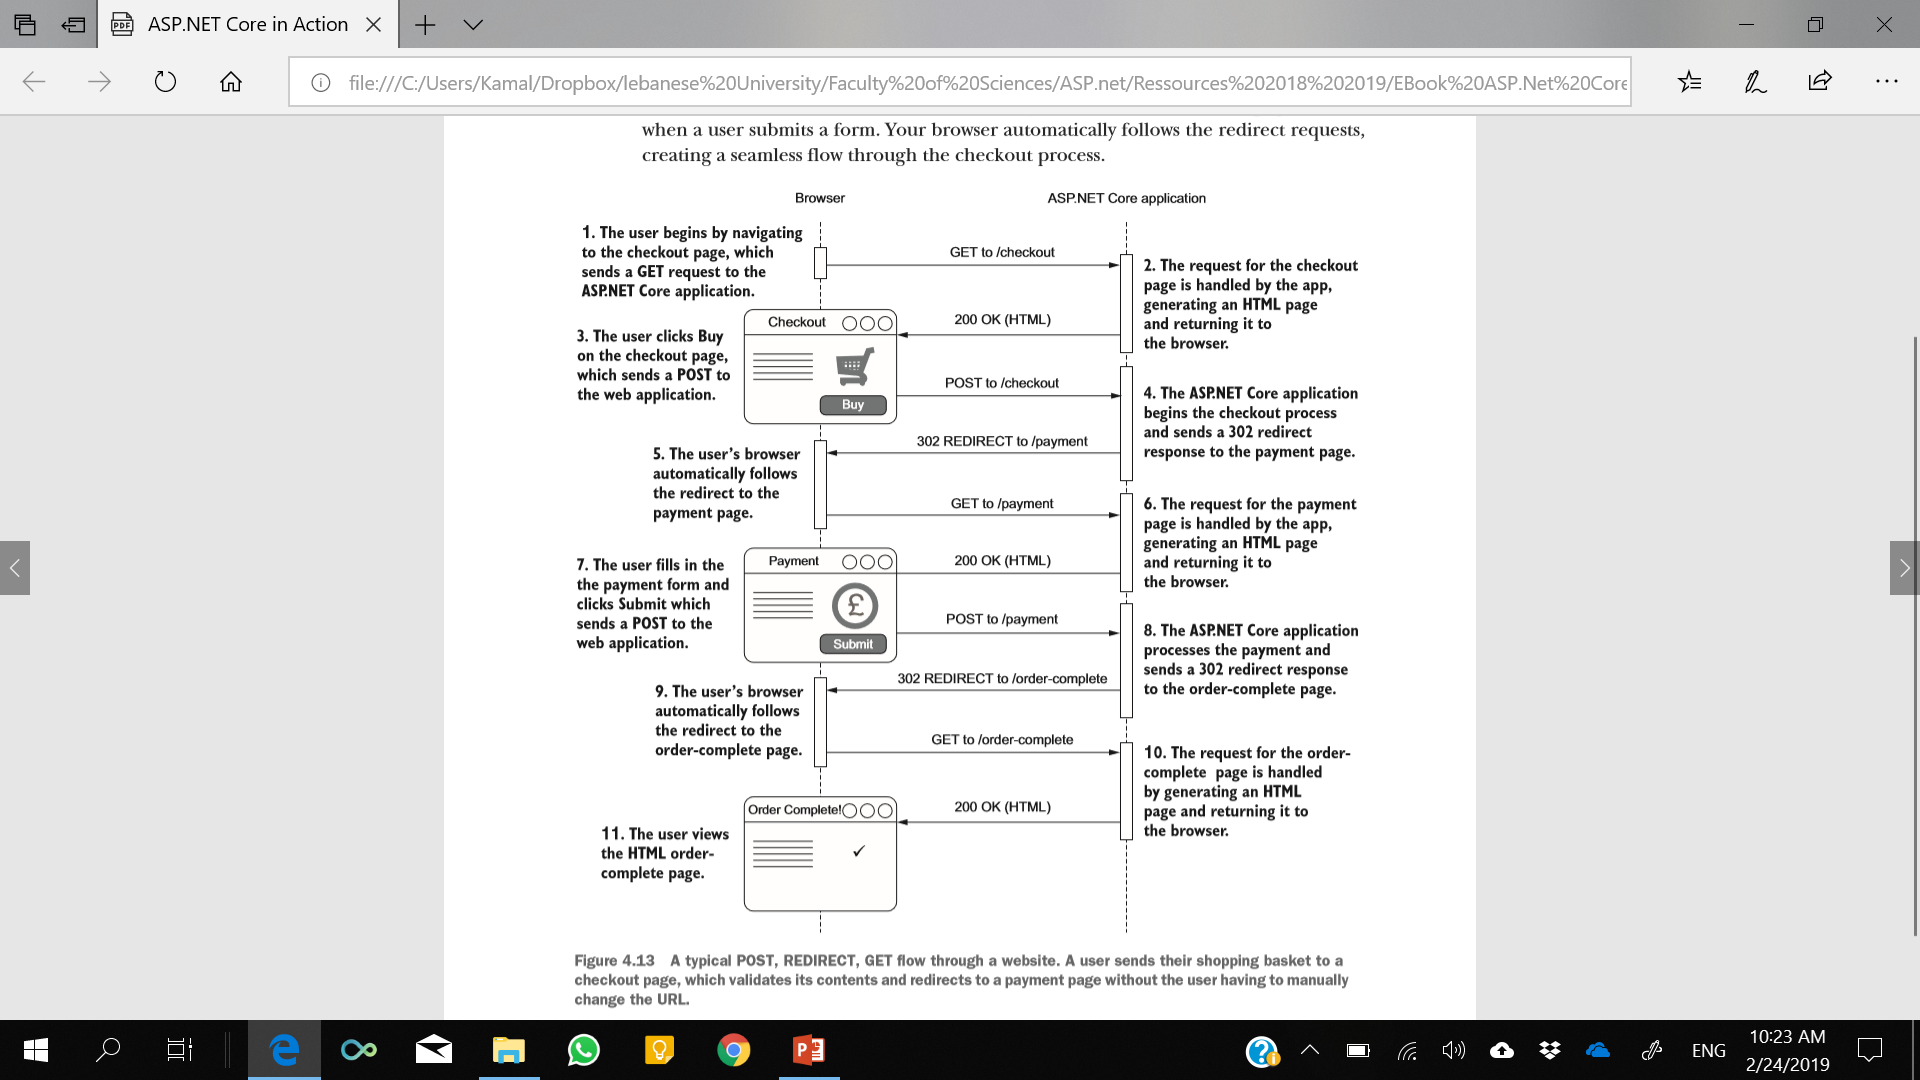 ASP.NET Core in Action
file:///C:/Users/Kamal/Dropbox/lebanese%20University/Faculty%20of%20Sciences/ASP.net/Ressources%202018%202019/EBook%20ASP.Net%20Core
when a user submits a form. Your browser automatically follows the redirect requests,
creating a seamless flow through the checkout process.
Browser
ASP.NET Core application
1. The user begins by navigating
to the checkout page, which
sends a GET request to the
ASP.NET Core application.
GET to /checkout
2. The request for the checkout
page is handled by the app,
generating an HTML page
and returning it to
the browser.
200 OK (HTML)
Checkout
3. The user clicks Buy
on the checkout page,
which sends a POST to
the web application.
Buy
POST to /checkout
4. The ASP.NET Core application
begins the checkout process
and sends a 302 redirect
response to the payment page.
302 REDIRECT to /payment
5. The user's browser
automatically follows
the redirect to the
payment page.
GET to /payment
6. The request for the payment
page is handled by the app,
generating an HTML page
and returning it to
the browser.
200 OK (HTML)
Payment
£
Submit
7. The user fills in the
the payment form and
clicks Submit which
sends a POST to the
web application.
POST to /payment
8. The ASP.NET Core application
processes the payment and
sends a 302 redirect response
to the order-complete page.
302 REDIRECT to /order-complete
9. The user's browser
automatically follows
the redirect to the
order-complete page.
GET to /order-complete
10. The request for the order-
complete page is handled
by generating an HTML
page and returning it to
the browser.
200 OK (HTML)
Order Complete!
11. The user views
the HTML order-
complete page.
Figure 4.13 A typical POST, REDIRECT, GET flow through a website. A user sends their shopping basket to a
checkout page, which validates its contents and redirects to a payment page without the user having to manually
change the URL.
ENG
10:23 AM
2/24/2019